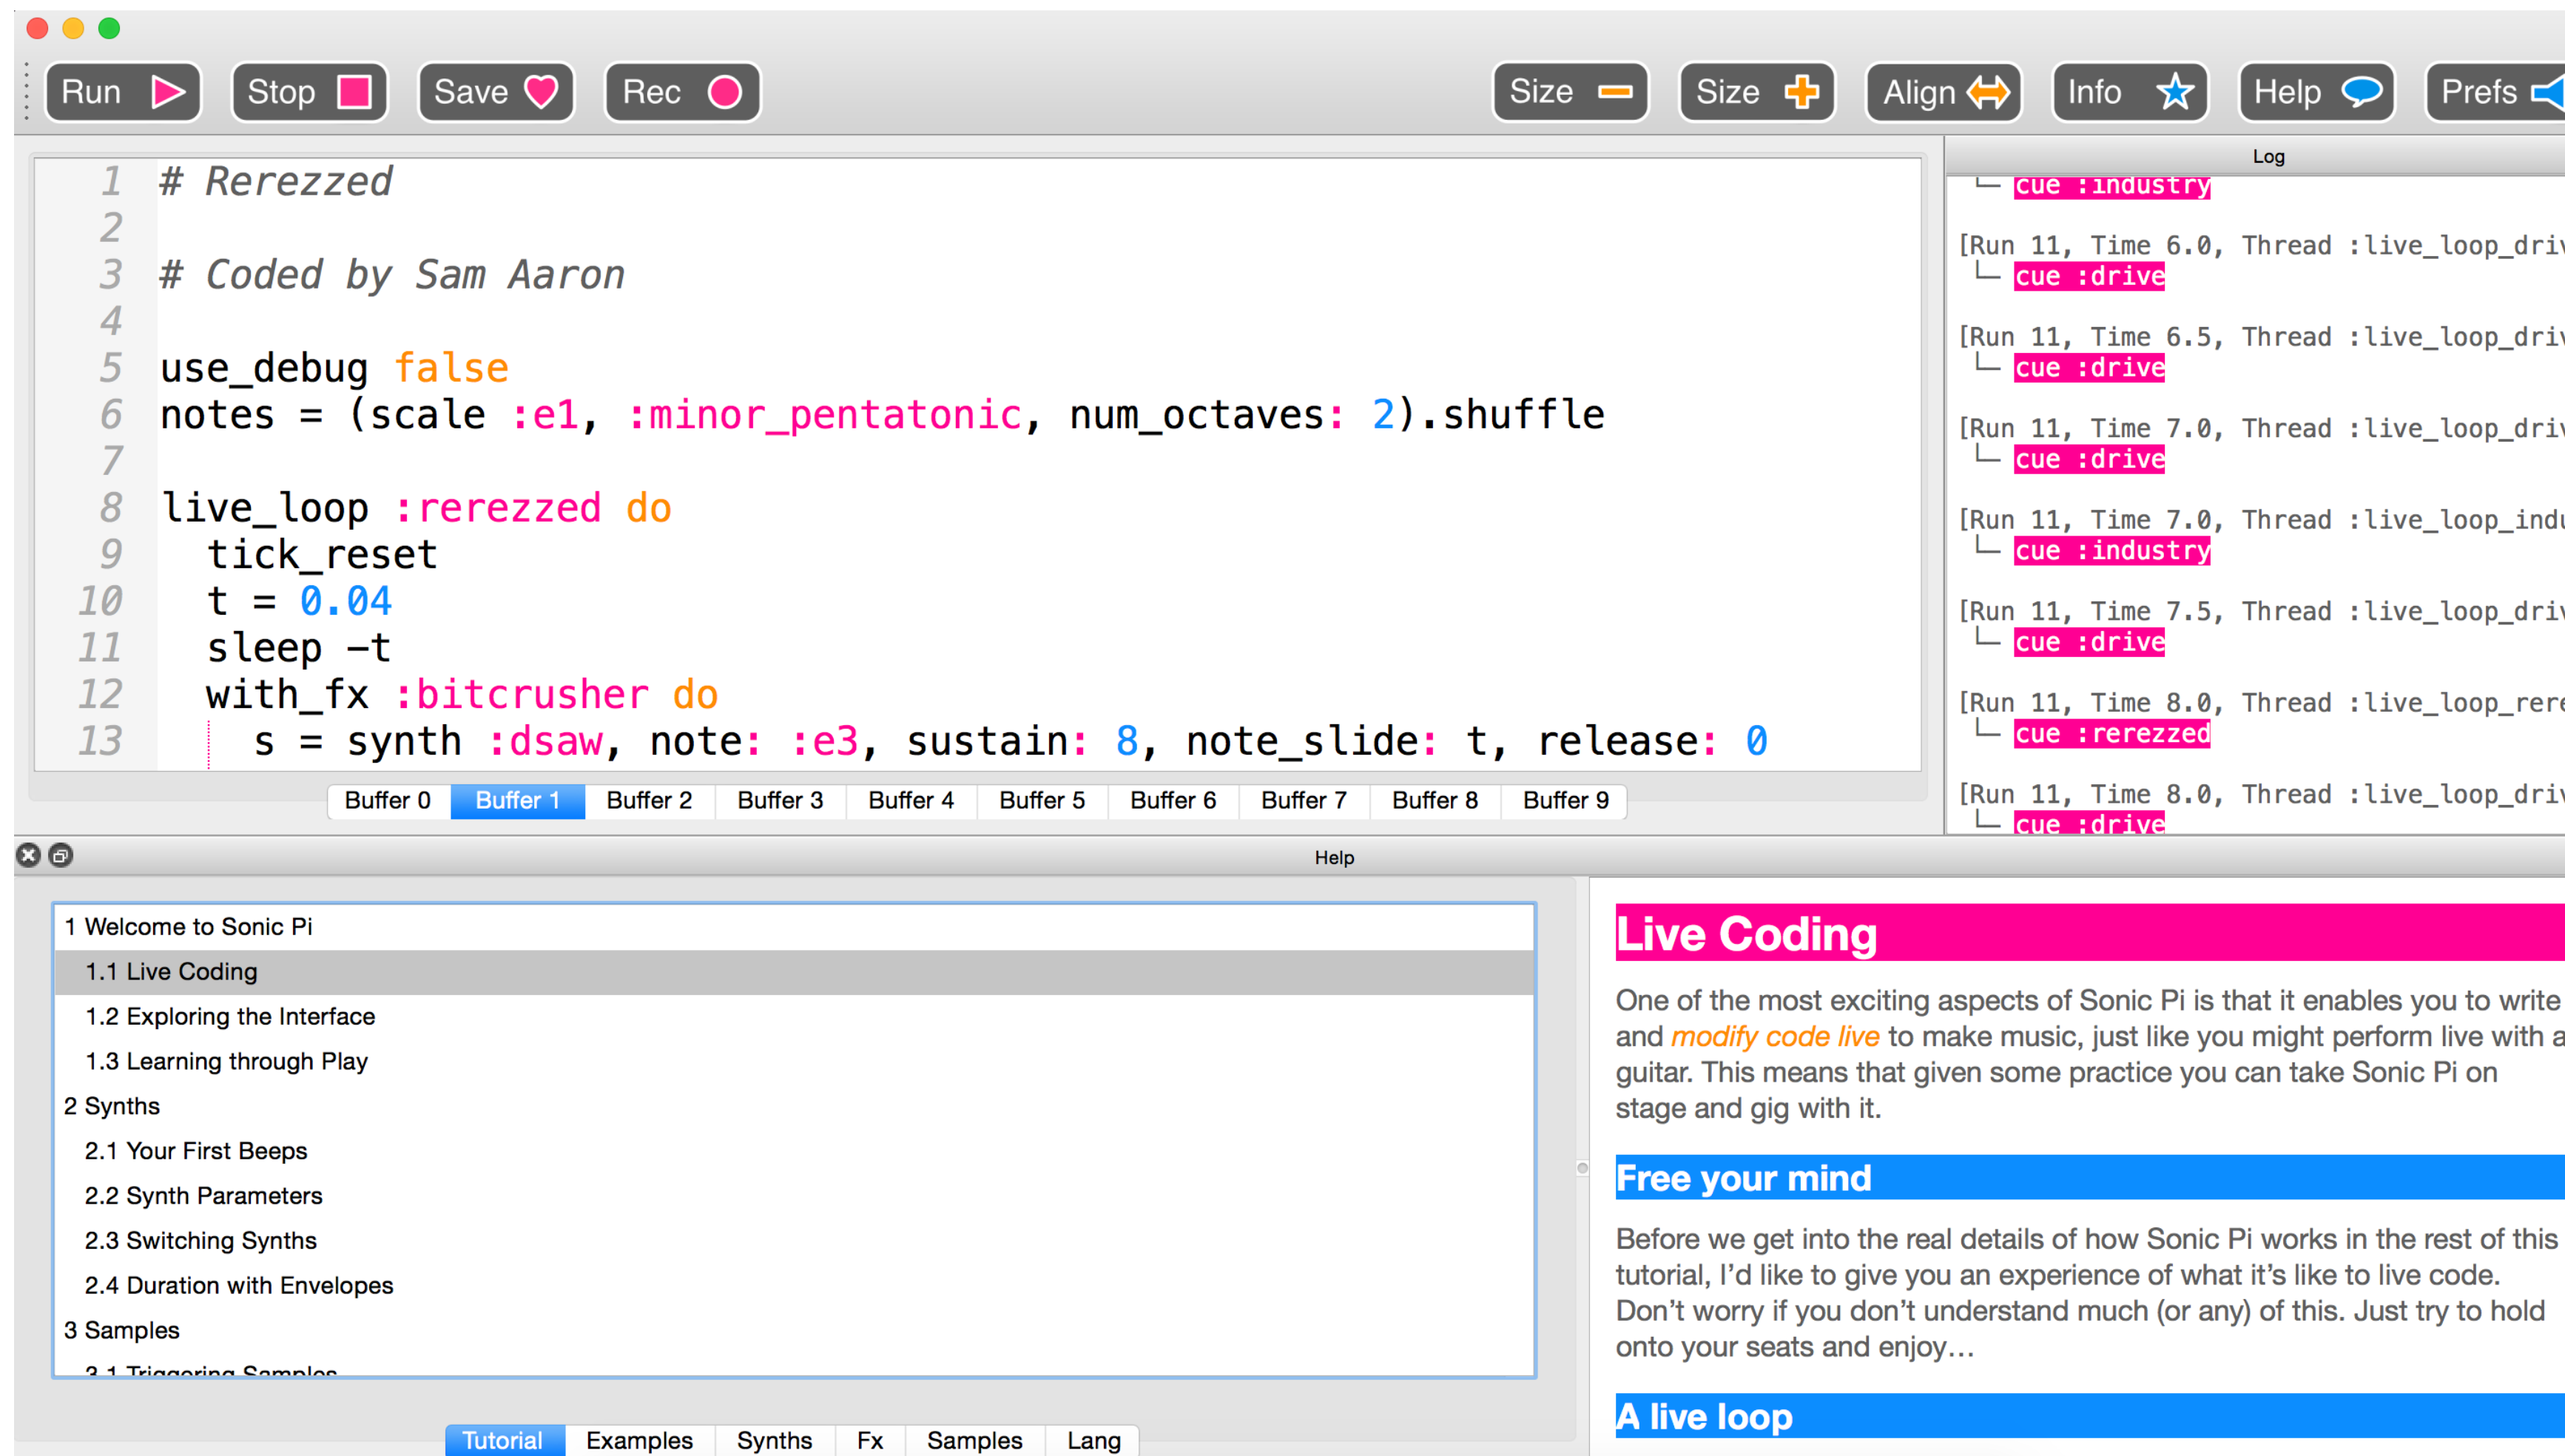 Run Stop Save Rec Size Size Align Info Help Prefs
1 # Rerezzed
2
3 # Coded by Sam Aaron
4
5 use_debug false
6 notes = (scale :e1, :minor_pentatonic, num_octaves: 2).shuffle
7
8 live_loop :rerezzed do
9 tick_reset
10 t = 0.04
11 sleep -t
12 with_fx :bitcrusher do
13 s = synth :dsaw, note: :e3, sustain: 8, note_slide: t, release: 0
Buffer 0 Buffer 1 Buffer 2 Buffer 3 Buffer 4 Buffer 5 Buffer 6 Buffer 7 Buffer 8 Buffer 9
Log
cue :industry
[Run 11, Time 6.0, Thread :live_loop_driv
cue :drive
[Run 11, Time 6.5, Thread :live_loop_driv
cue :drive
[Run 11, Time 7.0, Thread :live_loop_driv
cue :drive
[Run 11, Time 7.0, Thread :live_loop_indu
cue :industry
[Run 11, Time 7.5, Thread :live_loop_driv
cue :drive
[Run 11, Time 8.0, Thread :live_loop_rere
cue :rerezzed
[Run 11, Time 8.0, Thread :live_loop_driv
cue :drive
Help
1 Welcome to Sonic Pi
1.1 Live Coding
1.2 Exploring the Interface
1.3 Learning through Play
2 Synths
2.1 Your First Beeps
2.2 Synth Parameters
2.3 Switching Synths
2.4 Duration with Envelopes
3 Samples
3.1 Triggering Samples
Tutorial Examples Synths Fx Samples Lang
Live Coding
One of the most exciting aspects of Sonic Pi is that it enables you to write
and modify code live to make music, just like you might perform live with a
guitar. This means that given some practice you can take Sonic Pi on
stage and gig with it.
Free your mind
Before we get into the real details of how Sonic Pi works in the rest of this
tutorial, I’d like to give you an experience of what it’s like to live code.
Don’t worry if you don’t understand much (or any) of this. Just try to hold
onto your seats and enjoy…
A live loop